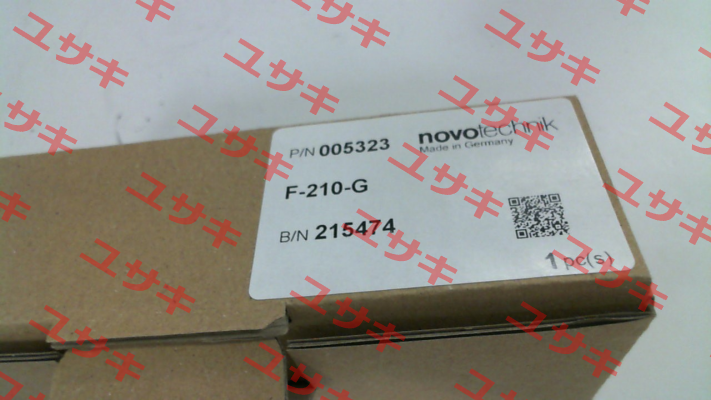 P/N 005323
novotechnik
Made in Germany
F-210-G
B/N 215474
1 pc(s)
ユサキ